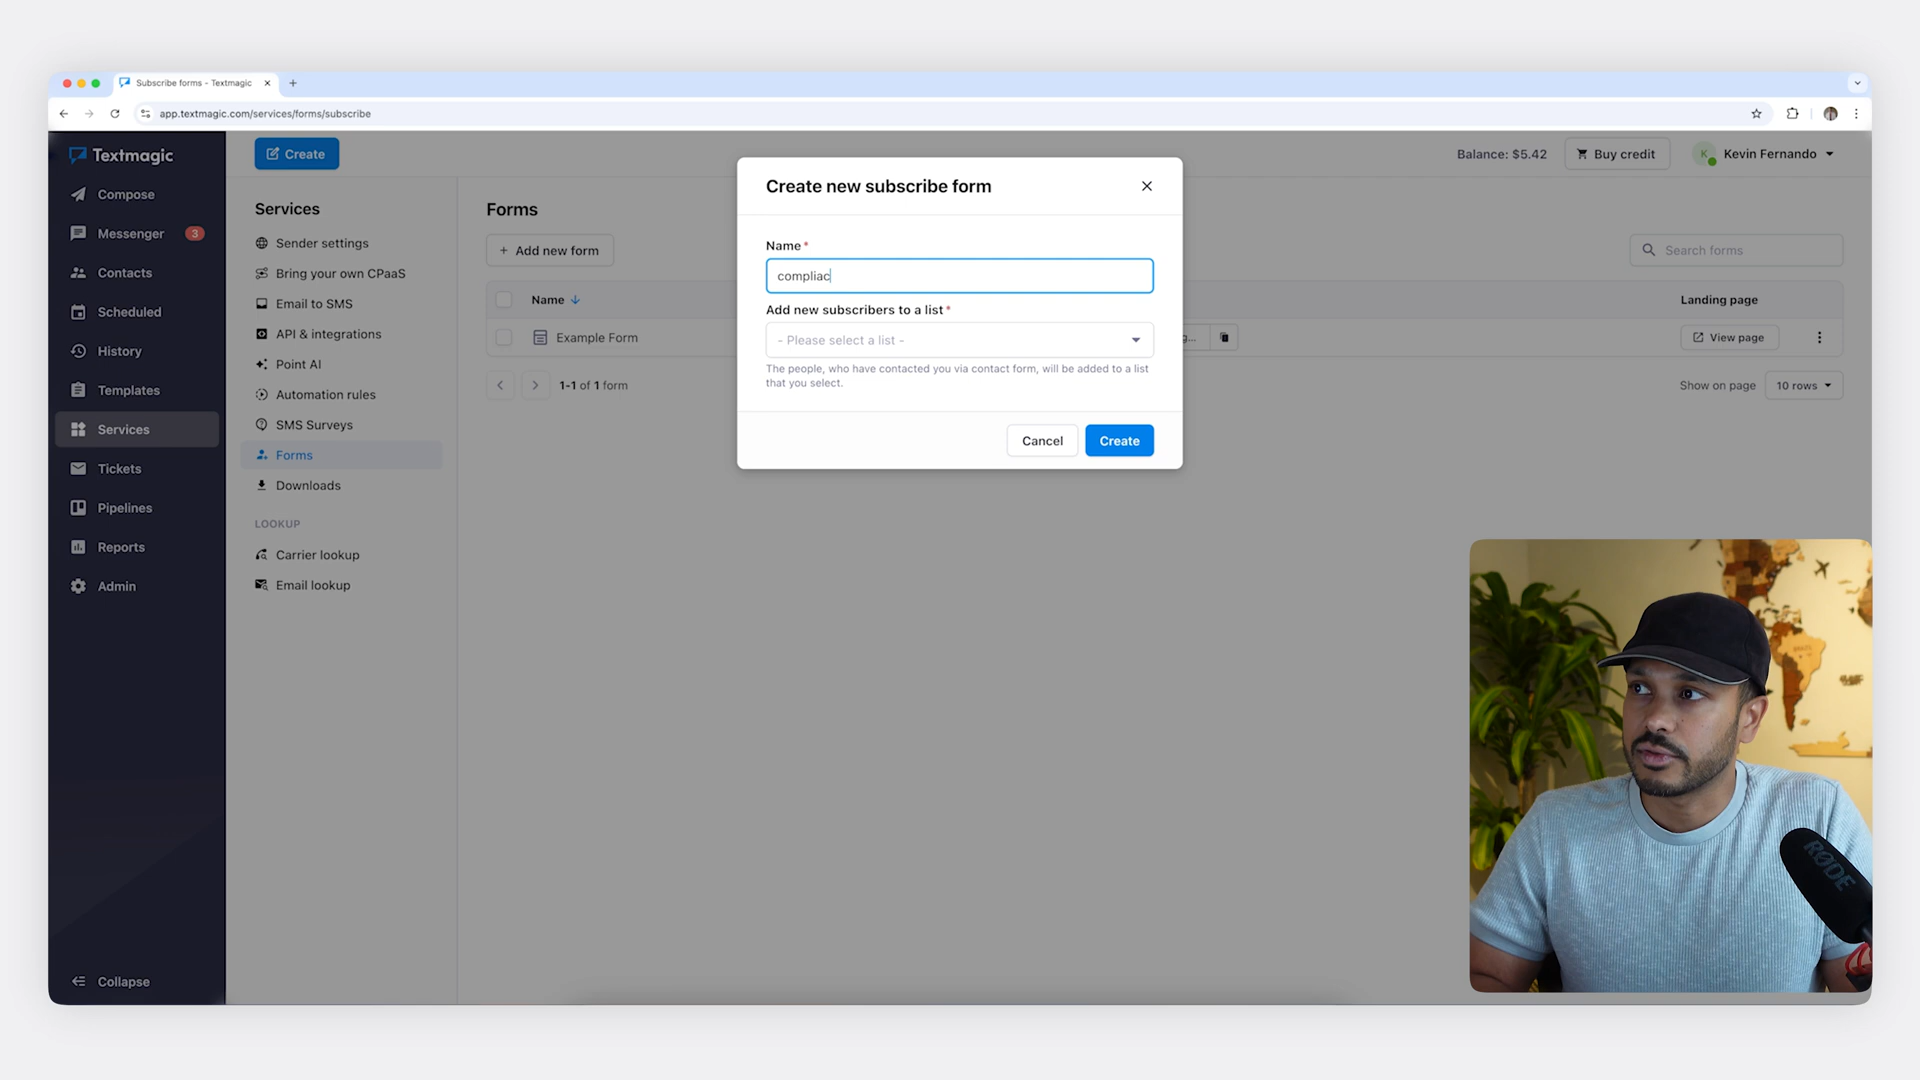 Subscribe forms - Textmagic
app.textmagic.com/services/forms/subscribe
Textmagic
Compose
Messenger 3
Contacts
Scheduled
History
Templates
Services
Tickets
Pipelines
Reports
Admin
Collapse
Create
Balance: $5.42
Buy credit
K
Kevin Fernando
Services
Sender settings
Bring your own CPaaS
Email to SMS
API & integrations
Point AI
Automation rules
SMS Surveys
Forms
Downloads
LOOKUP
Carrier lookup
Email lookup
Forms
+ Add new form
Search forms
Name
Landing page
Example Form
g...
View page
1-1 of 1 form
Show on page
10 rows
Create new subscribe form
Name *
compliac
Add new subscribers to a list *
- Please select a list -
The people, who have contacted you via contact form, will be added to a list
that you select.
Cancel
Create
BRASIL
RØDE